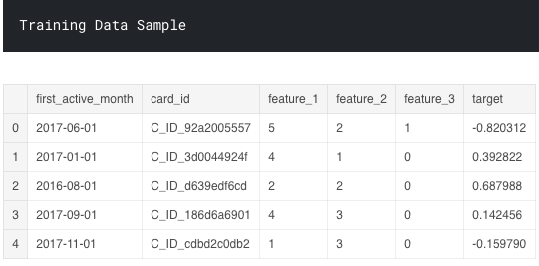 Training Data Sample
first_active_month card_id feature_1 feature_2 feature_3 target
0 2017-06-01 C_ID_92a2005557 5 2 1 -0.820312
1 2017-01-01 C_ID_3d0044924f 4 1 0 0.392822
2 2016-08-01 C_ID_d639edf6cd 2 2 0 0.687988
3 2017-09-01 C_ID_186d6a6901 4 3 0 0.142456
4 2017-11-01 C_ID_cdbd2c0db2 1 3 0 -0.159790